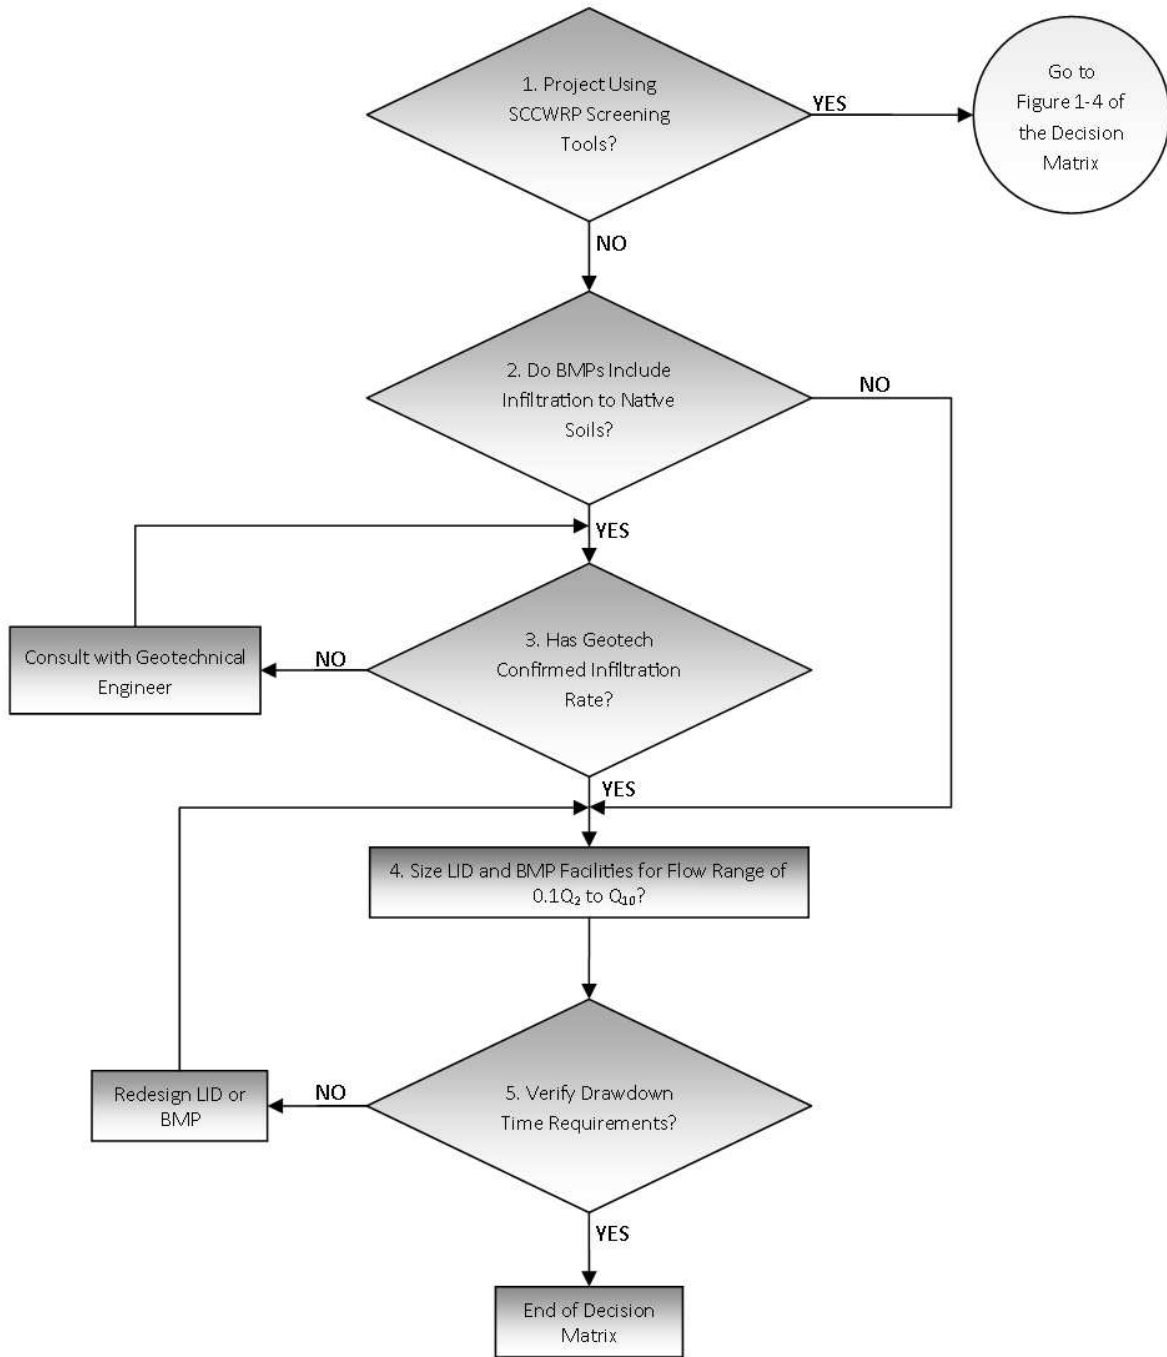 1. Project Using
SCCWRP Screening
Tools?
YES
Go to
Figure 1-4 of
the Decision
Matrix
NO
2. Do BMPs Include
Infiltration to Native
Soils?
NO
YES
3. Has Geotech
Confirmed Infiltration
Rate?
NO
Consult with Geotechnical
Engineer
YES
4. Size LID and BMP Facilities for Flow Range of
0.1Q₂ to Q₁₀?
5. Verify Drawdown
Time Requirements?
NO
Redesign LID or
BMP
YES
End of Decision
Matrix